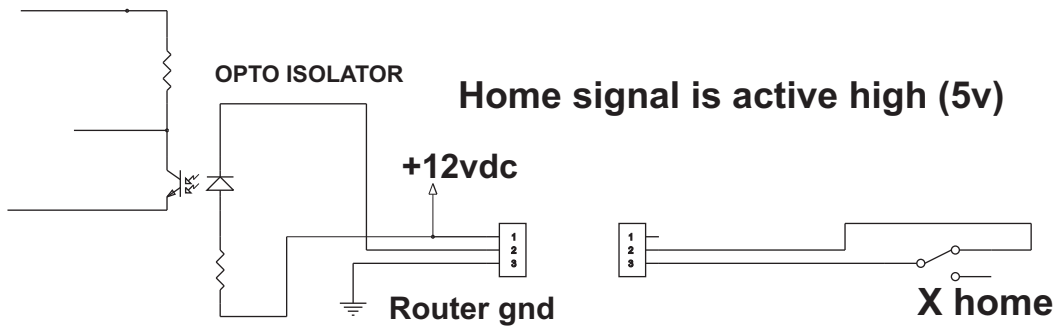 OPTO ISOLATOR
Home signal is active high (5v)
+12vdc
1
2
3
1
2
3
Router gnd
X home